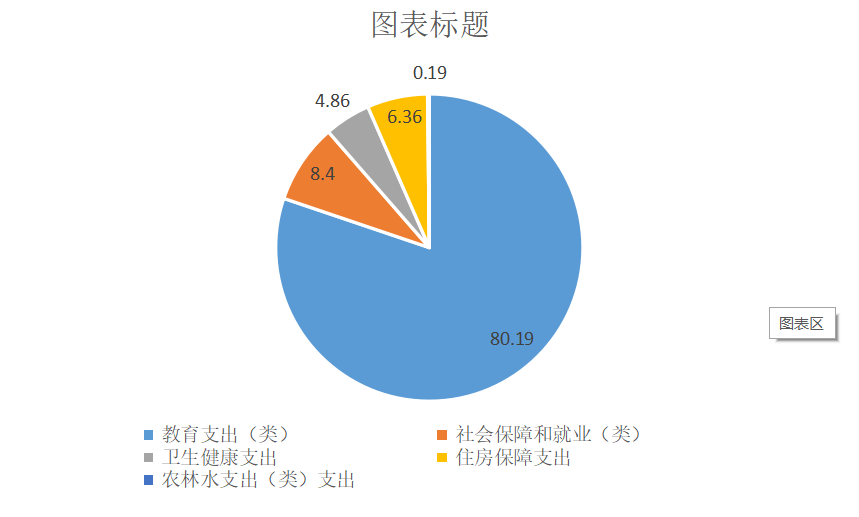 图表标题
0.19
4.86
6.36
8.4
80.19
图表区
教育支出（类）
社会保障和就业（类）
卫生健康支出
住房保障支出
农林水支出（类）支出